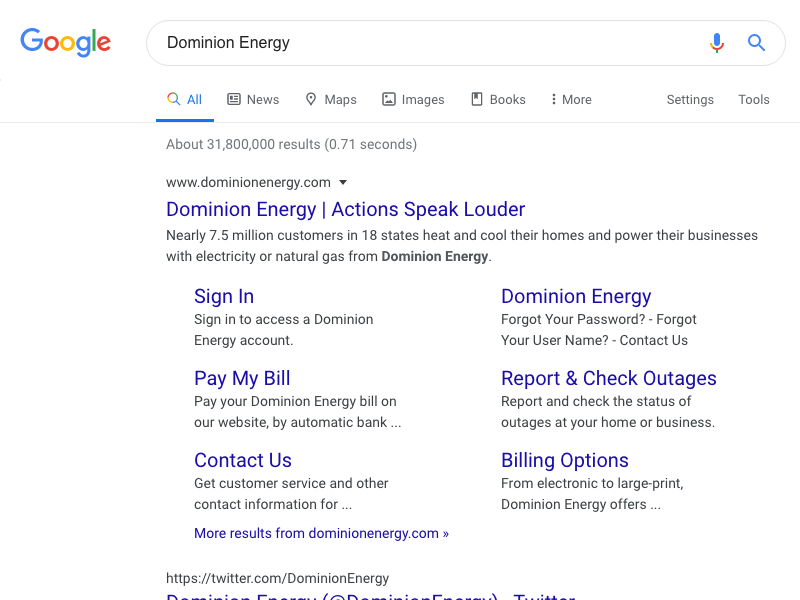 Google
Dominion Energy
All News Maps Images Books More Settings Tools
About 31,800,000 results (0.71 seconds)
www.dominionenergy.com
Dominion Energy | Actions Speak Louder
Nearly 7.5 million customers in 18 states heat and cool their homes and power their businesses
with electricity or natural gas from Dominion Energy.
Sign In
Sign in to access a Dominion
Energy account.
Dominion Energy
Forgot Your Password? - Forgot
Your User Name? - Contact Us
Pay My Bill
Pay your Dominion Energy bill on
our website, by automatic bank ...
Report & Check Outages
Report and check the status of
outages at your home or business.
Contact Us
Get customer service and other
contact information for ...
Billing Options
From electronic to large-print,
Dominion Energy offers ...
More results from dominionenergy.com »
https://twitter.com/DominionEnergy
Dominion Energy (@DominionEnergy) · Twitter